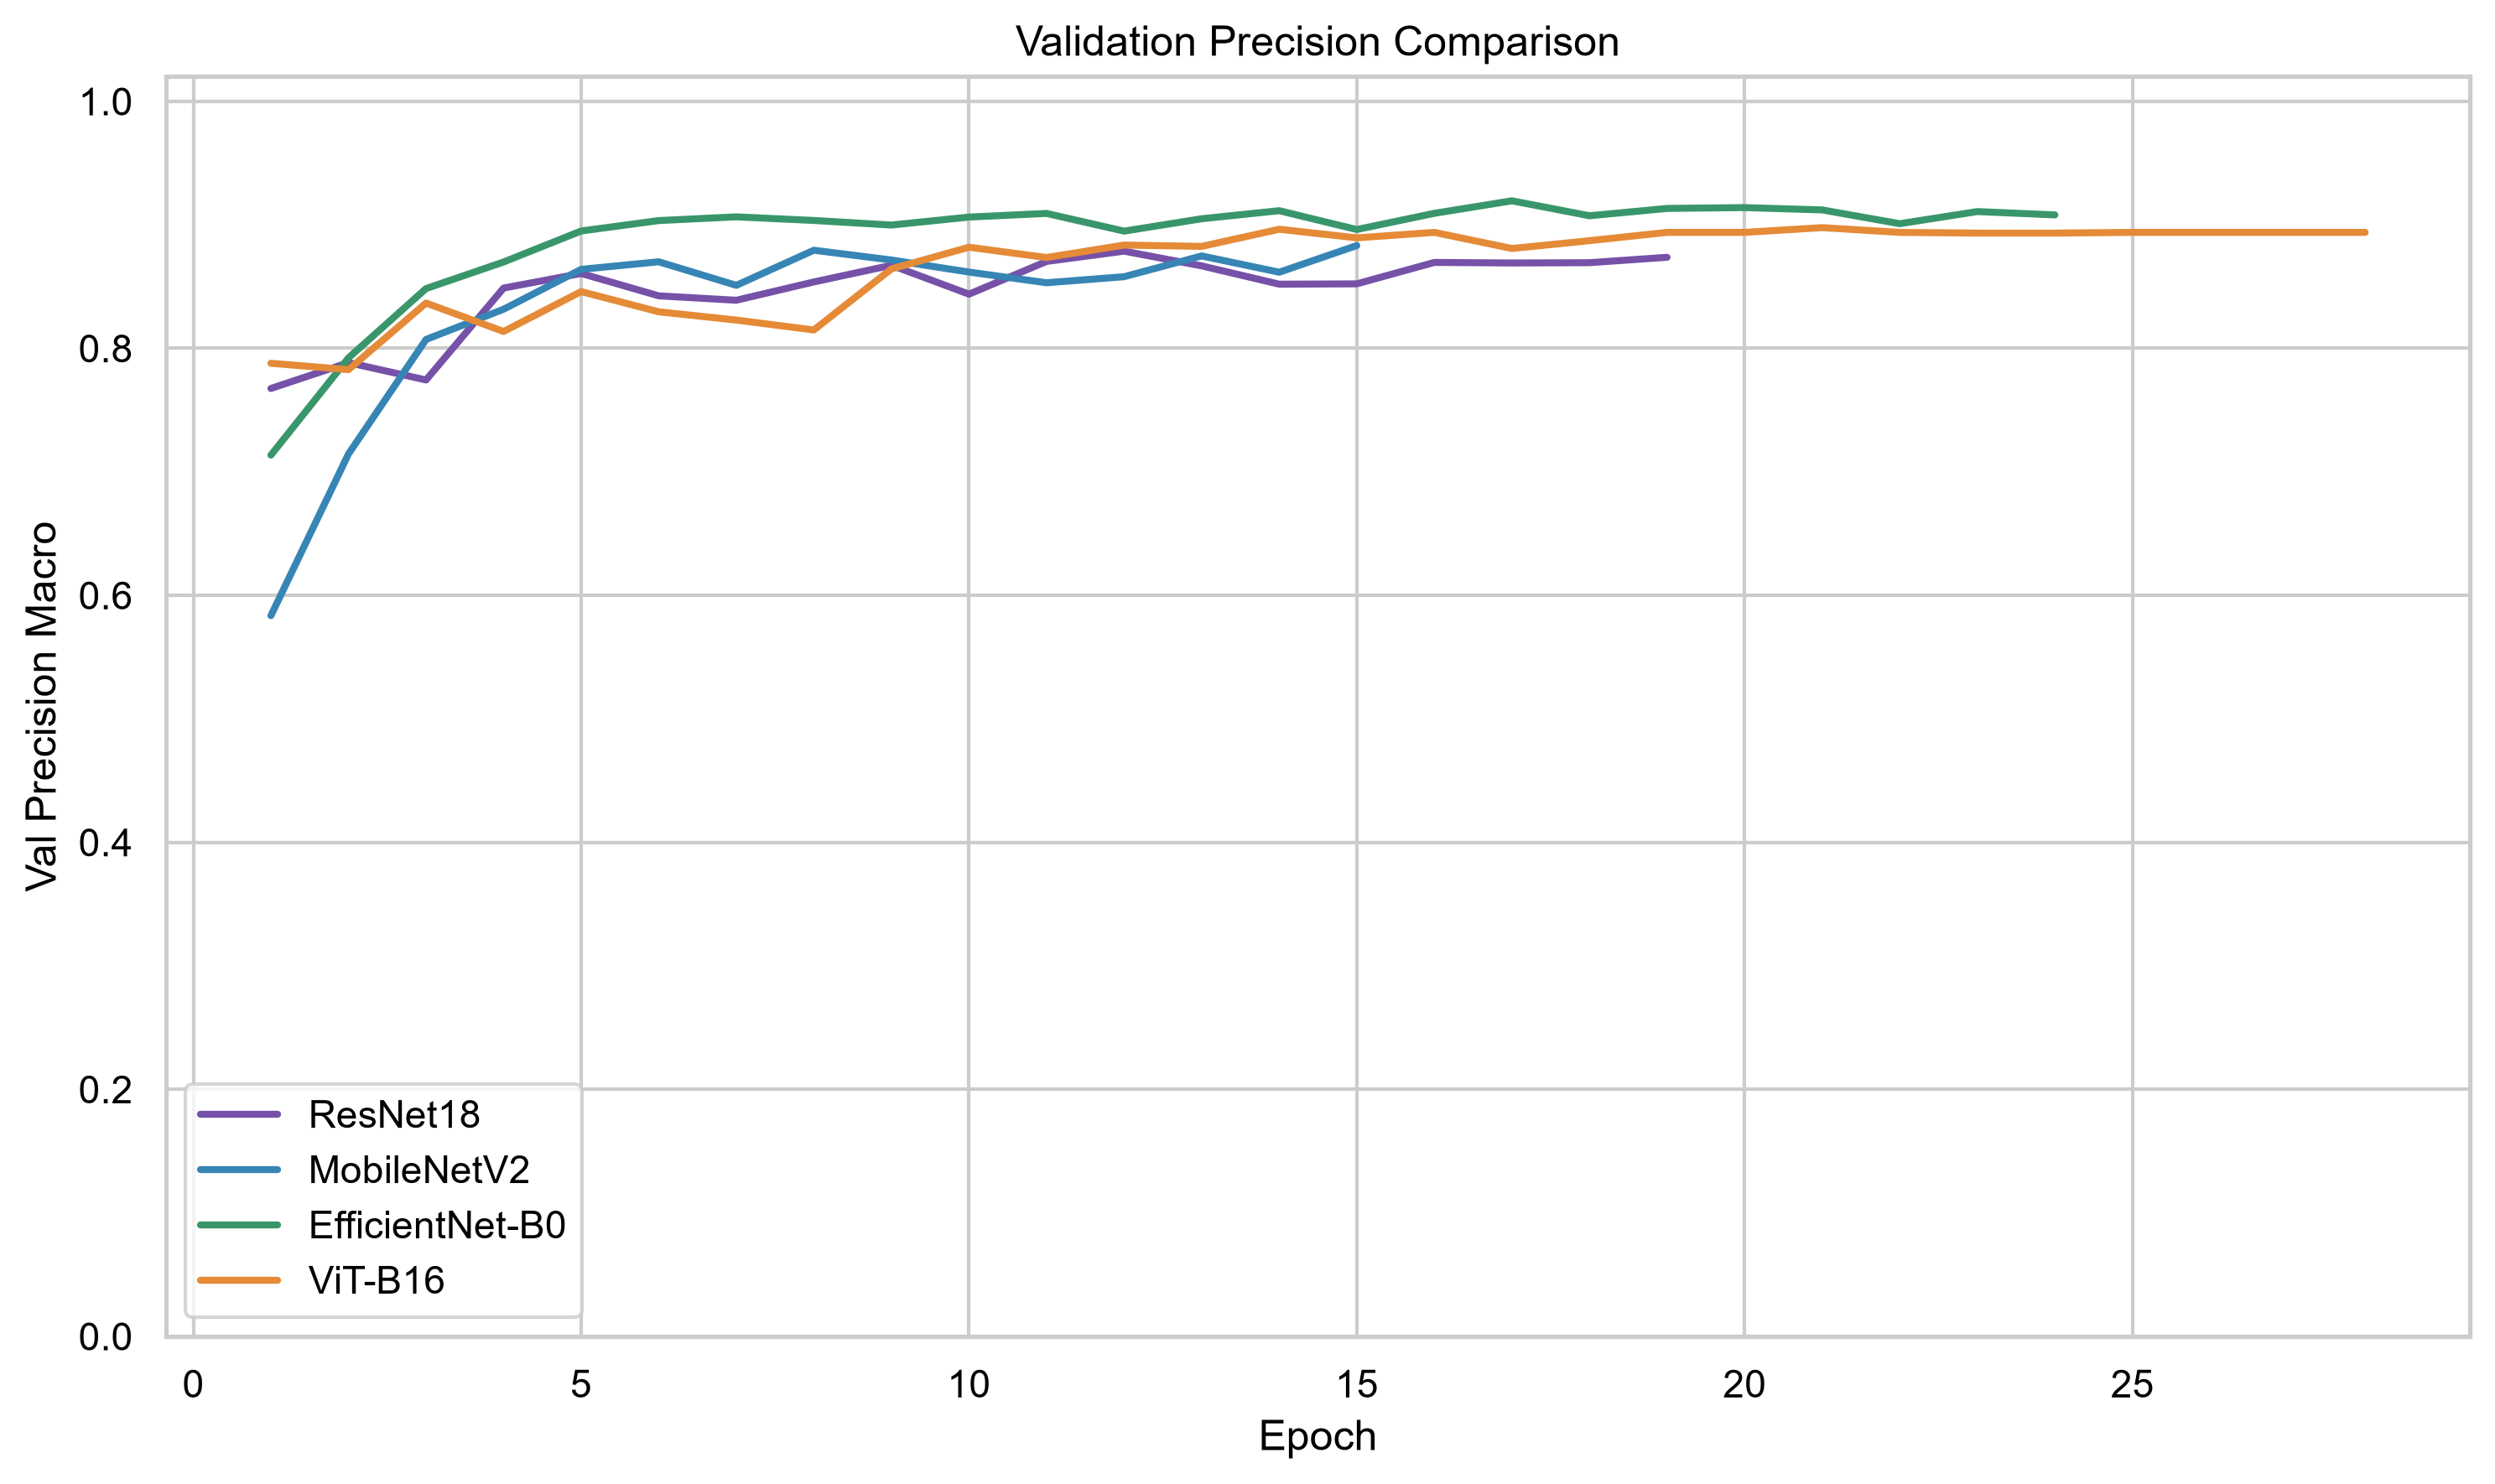 Validation Precision Comparison
Val Precision Macro
1.0
0.8
0.6
0.4
0.2
0.0
ResNet18
MobileNetV2
EfficientNet-B0
ViT-B16
0 5 10 15 20 25
Epoch